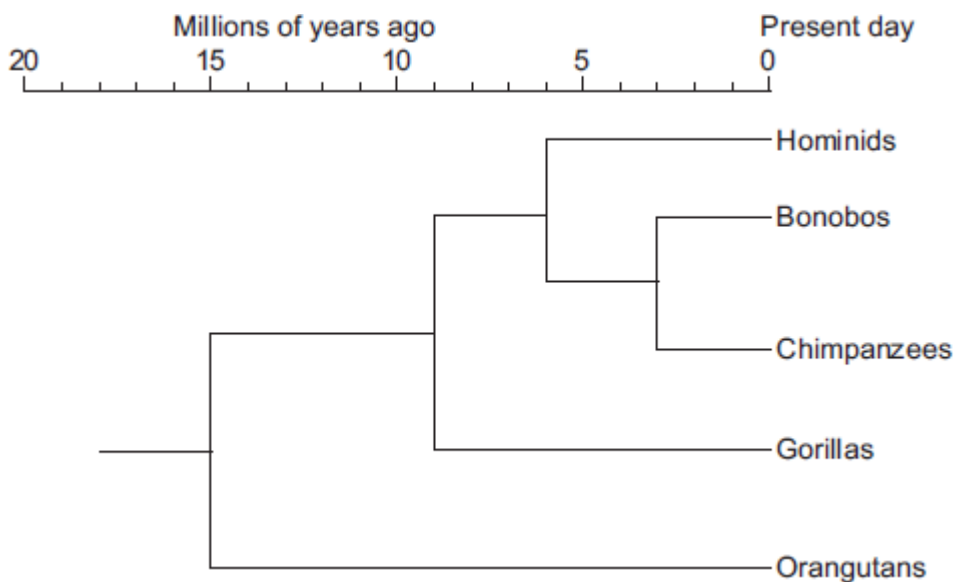 Millions of years ago Present day
20 15 10 5 0
Hominids
Bonobos
Chimpanzees
Gorillas
Orangutans